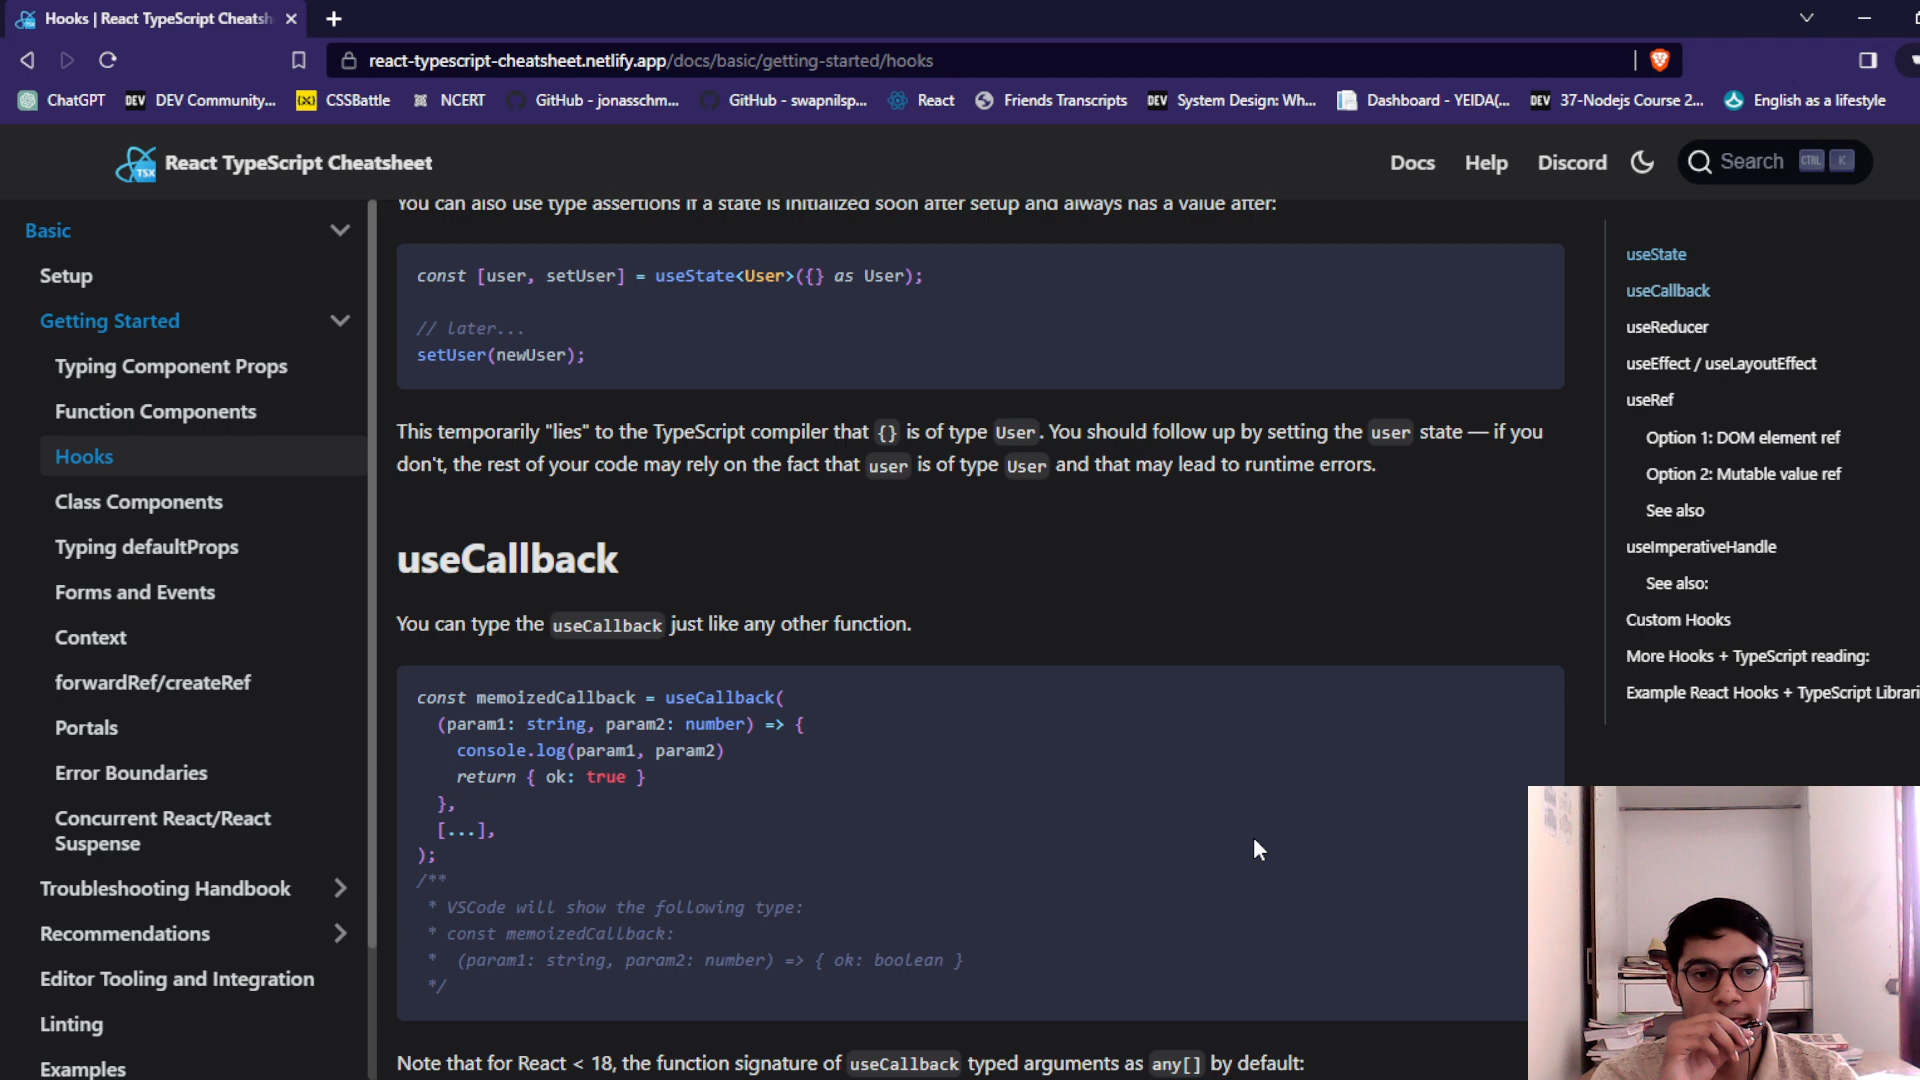 Hooks | React TypeScript Cheatsh
react-typescript-cheatsheet.netlify.app/docs/basic/getting-started/hooks
ChatGPT
DEV Community...
CSSBattle
NCERT
GitHub - jonasschm...
GitHub - swapnilsp...
React
Friends Transcripts
System Design: Wh...
Dashboard - YEIDA(...
37-Nodejs Course 2...
English as a lifestyle
React TypeScript Cheatsheet
Docs
Help
Discord
Search CTRL K
Basic
Setup
Getting Started
Typing Component Props
Function Components
Hooks
Class Components
Typing defaultProps
Forms and Events
Context
forwardRef/createRef
Portals
Error Boundaries
Concurrent React/React
Suspense
Troubleshooting Handbook
Recommendations
Editor Tooling and Integration
Linting
Examples
You can also use type assertions if a state is initialized soon after setup and always has a value after:
const [user, setUser] = useState<User>({} as User);
// later...
setUser(newUser);
This temporarily "lies" to the TypeScript compiler that {} is of type User. You should follow up by setting the user state — if you
don't, the rest of your code may rely on the fact that user is of type User and that may lead to runtime errors.
useCallback
You can type the useCallback just like any other function.
const memoizedCallback = useCallback(
(param1: string, param2: number) => {
console.log(param1, param2)
return { ok: true }
},
[...],
);
/**
* VSCode will show the following type:
* const memoizedCallback:
* (param1: string, param2: number) => { ok: boolean }
*/
Note that for React < 18, the function signature of useCallback typed arguments as any[] by default:
useState
useCallback
useReducer
useEffect / useLayoutEffect
useRef
Option 1: DOM element ref
Option 2: Mutable value ref
See also
useImperativeHandle
See also:
Custom Hooks
More Hooks + TypeScript reading:
Example React Hooks + TypeScript Librari